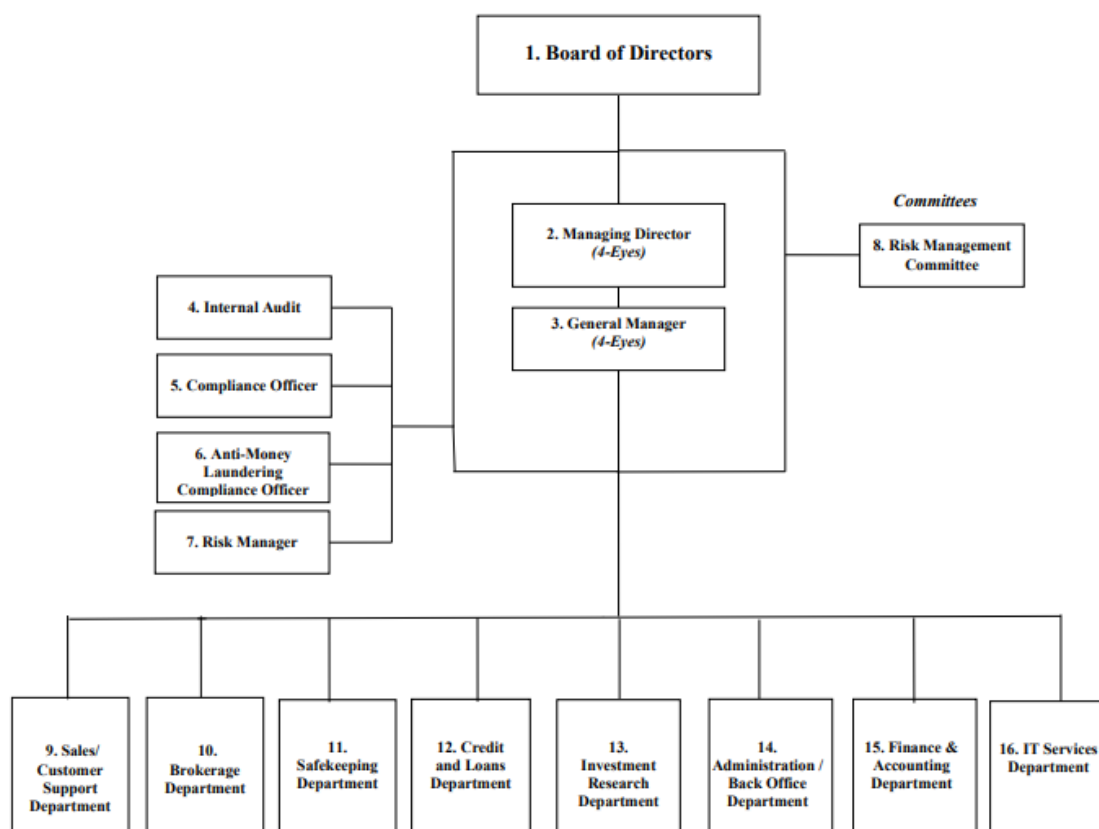 1. Board of Directors
2. Managing Director
(4-Eyes)
3. General Manager
(4-Eyes)
Committees
8. Risk Management
Committee
4. Internal Audit
5. Compliance Officer
6. Anti-Money
Laundering
Compliance Officer
7. Risk Manager
9. Sales/
Customer
Support
Department
10.
Brokerage
Department
11.
Safekeeping
Department
12. Credit
and Loans
Department
13.
Investment
Research
Department
14.
Administration /
Back Office
Department
15. Finance &
Accounting
Department
16. IT Services
Department